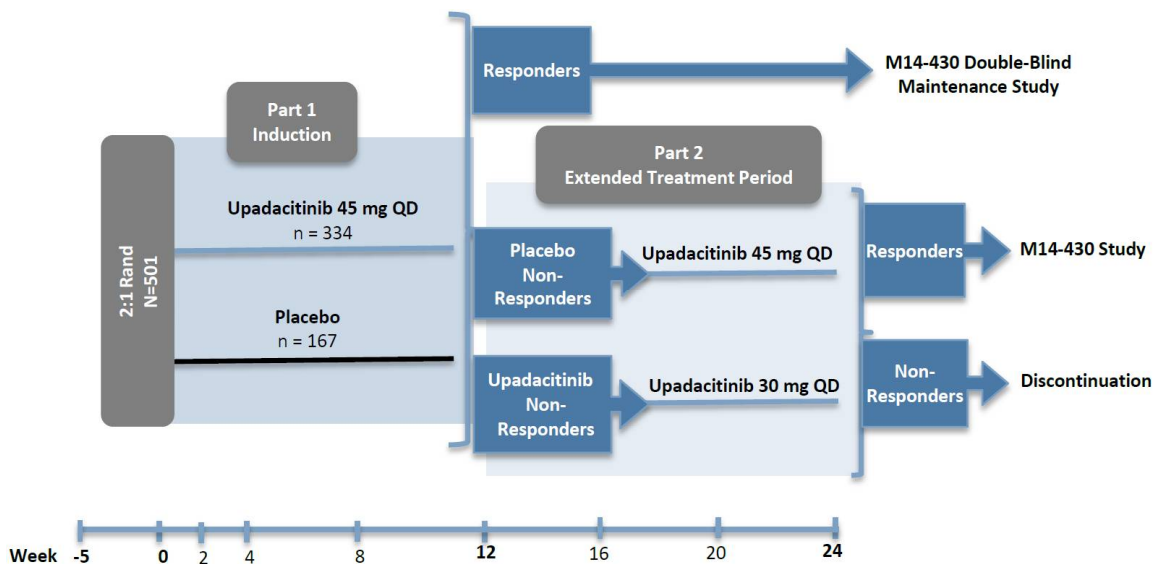 Responders
M14-430 Double-Blind
Maintenance Study
Part 1
Induction
Part 2
Extended Treatment Period
2:1 Rand
N=501
Upadacitinib 45 mg QD
n = 334
Placebo
n = 167
Placebo
Non-
Responders
Upadacitinib 45 mg QD
Responders
M14-430 Study
Upadacitinib
Non-
Responders
Upadacitinib 30 mg QD
Non-
Responders
Discontinuation
Week -5 0 2 4 8 12 16 20 24